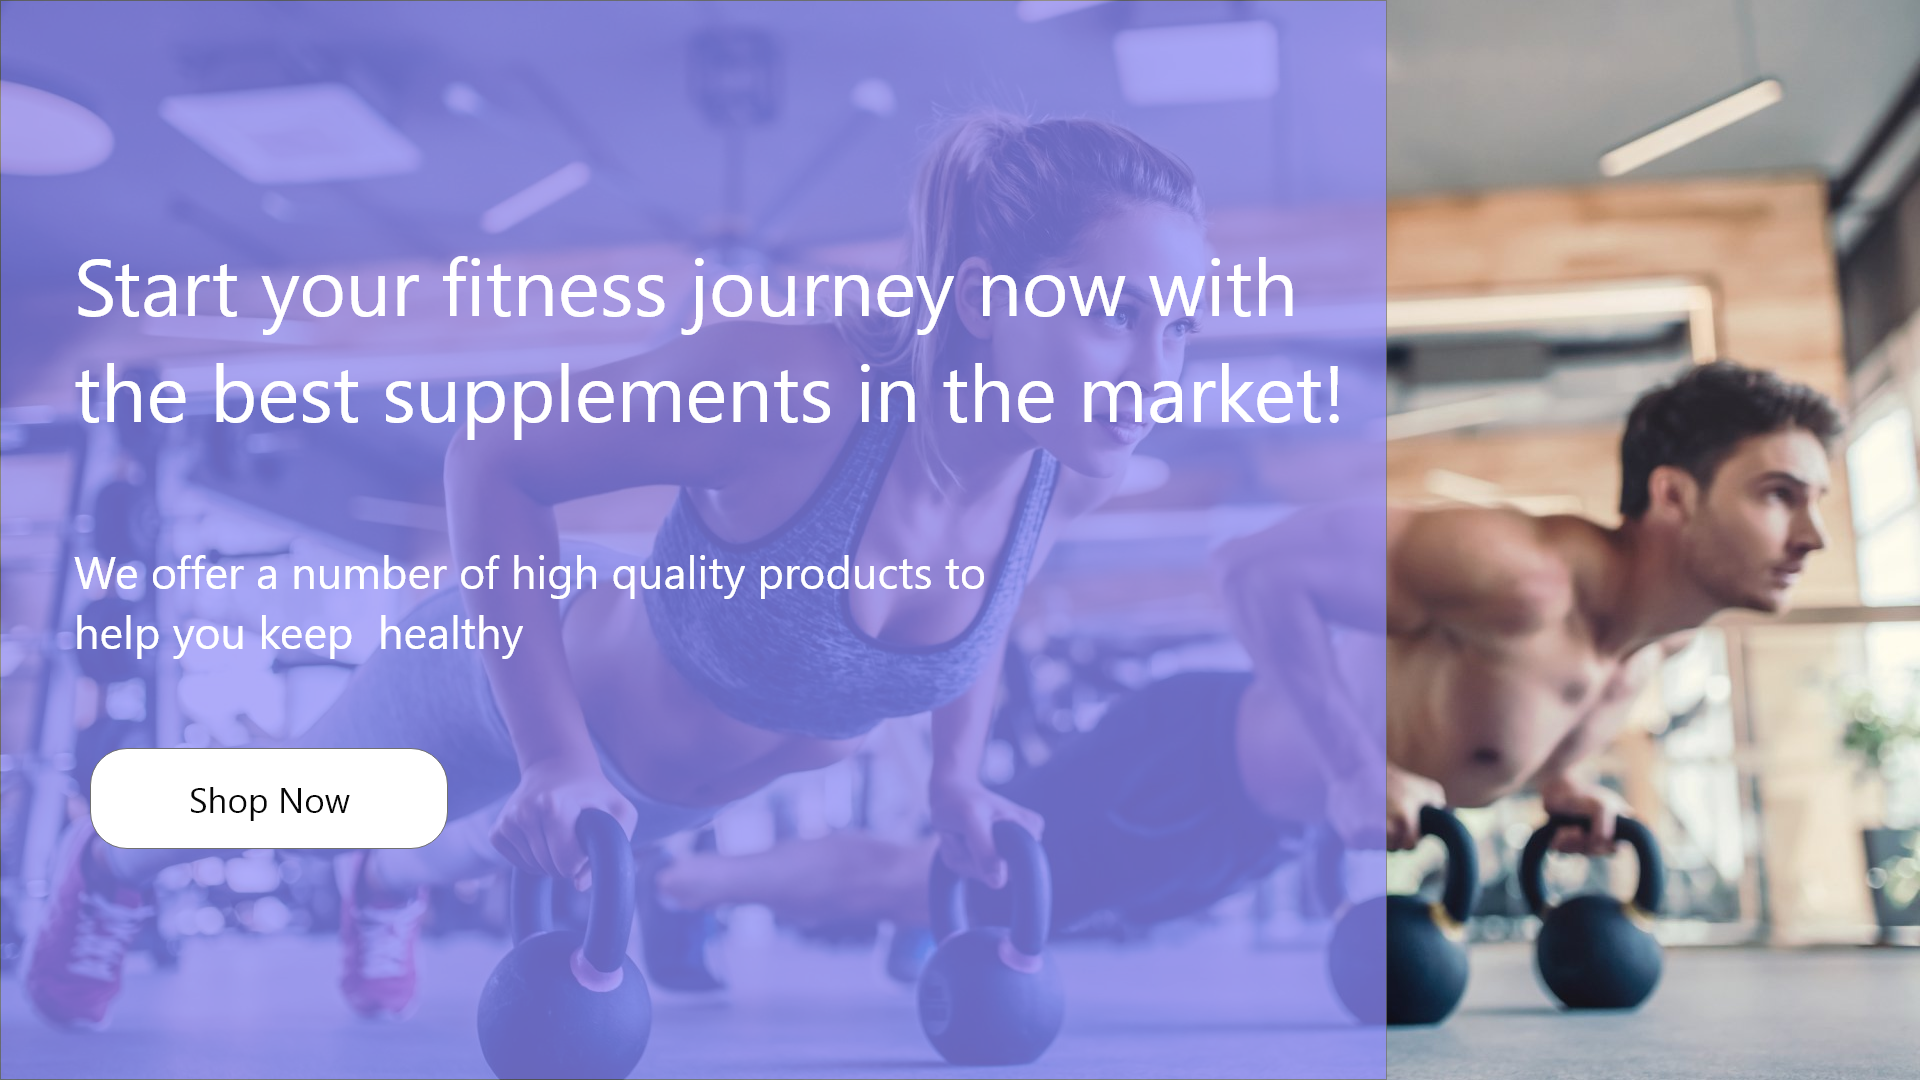 Start your fitness journey now with
the best supplements in the market!
We offer a number of high quality products to
help you keep  healthy
Shop Now